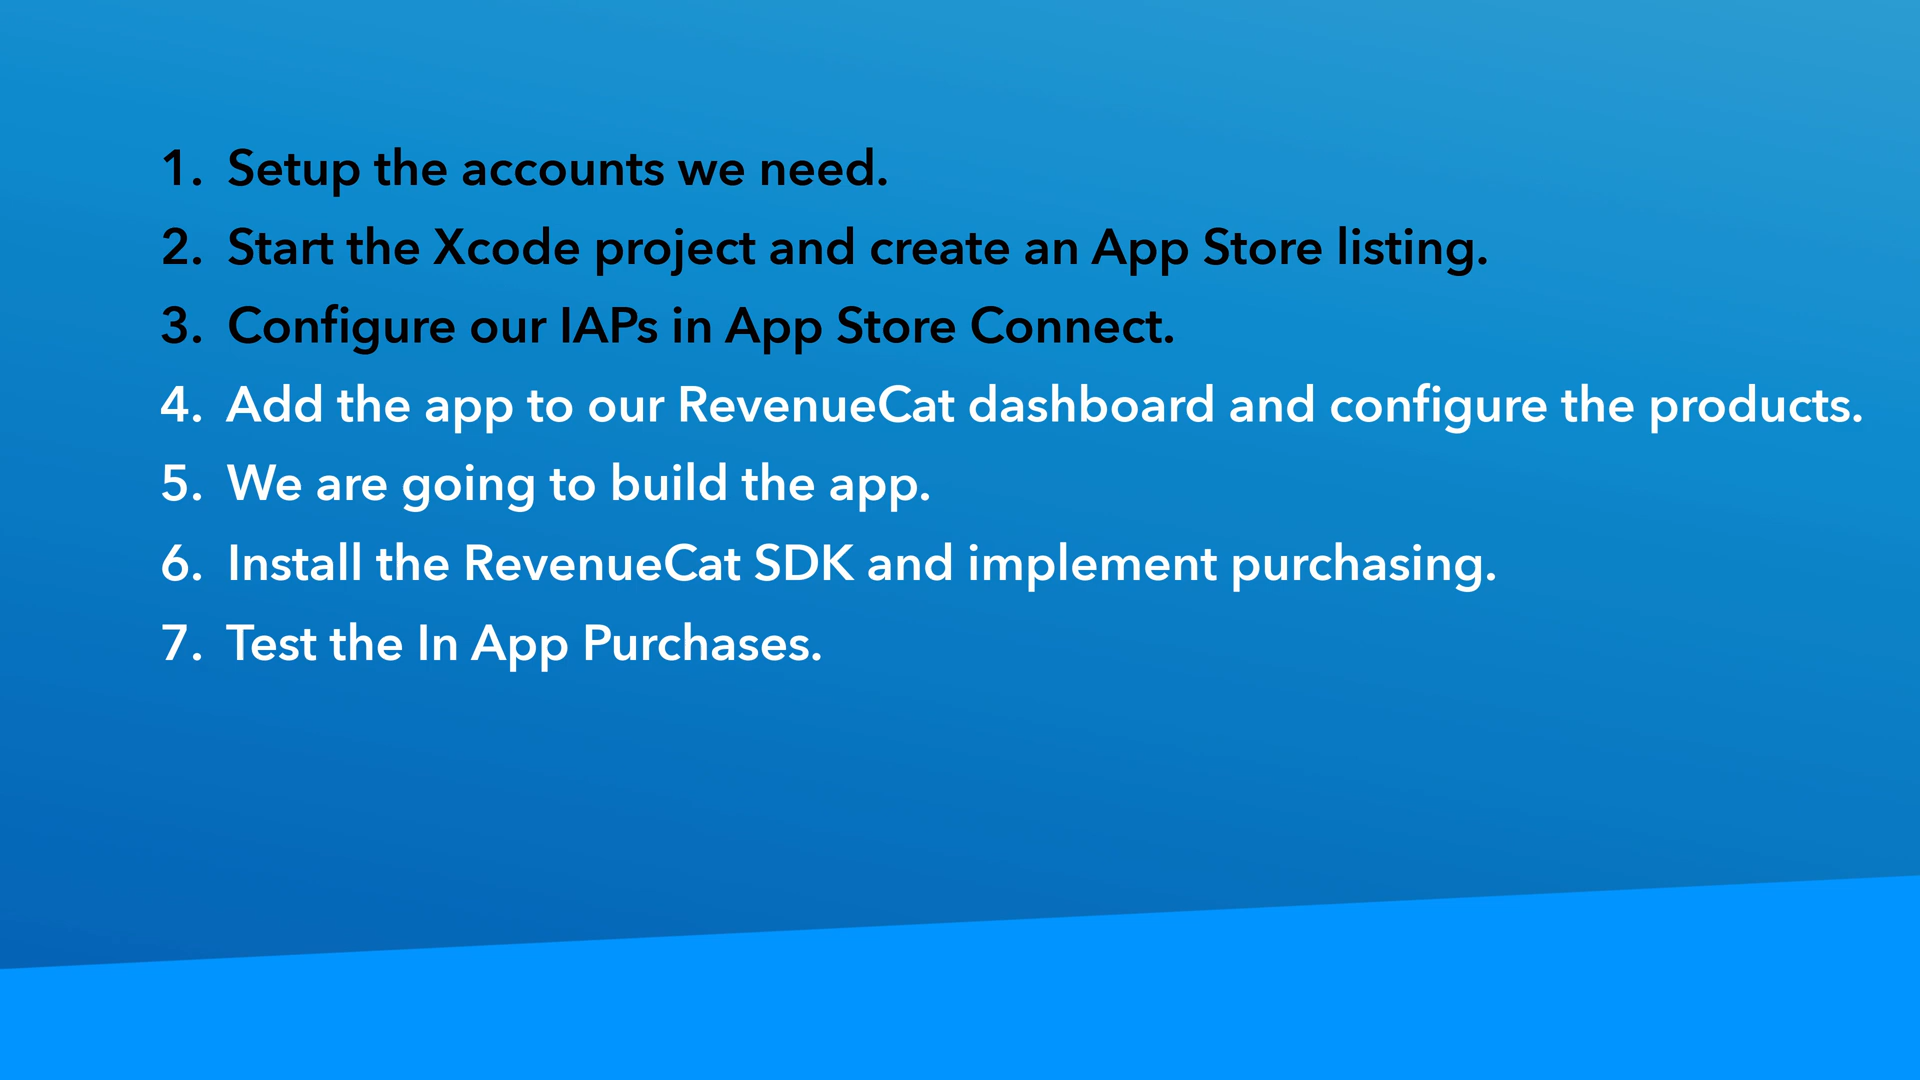 1. Setup the accounts we need.
2. Start the Xcode project and create an App Store listing.
3. Configure our IAPs in App Store Connect.
4. Add the app to our RevenueCat dashboard and configure the products.
5. We are going to build the app.
6. Install the RevenueCat SDK and implement purchasing.
7. Test the In App Purchases.